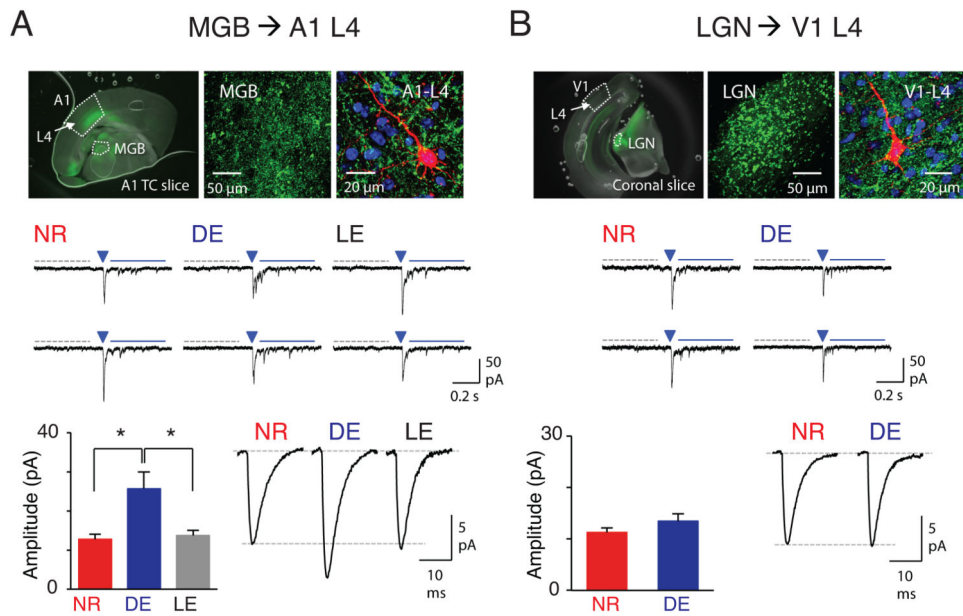 A
MGB → A1 L4
A1
L4
MGB
A1 TC slice
MGB
50 µm
A1-L4
20 µm
NR
DE
LE
50
pA
0.2 s
40
0
Amplitude (pA)
*
*
NR
DE
LE
NR
DE
LE
5
pA
10
ms
B
LGN → V1 L4
V1
L4
LGN
Coronal slice
LGN
50 µm
V1-L4
20 µm
NR
DE
50
pA
0.2 s
30
0
Amplitude (pA)
NR
DE
NR
DE
5
pA
10
ms